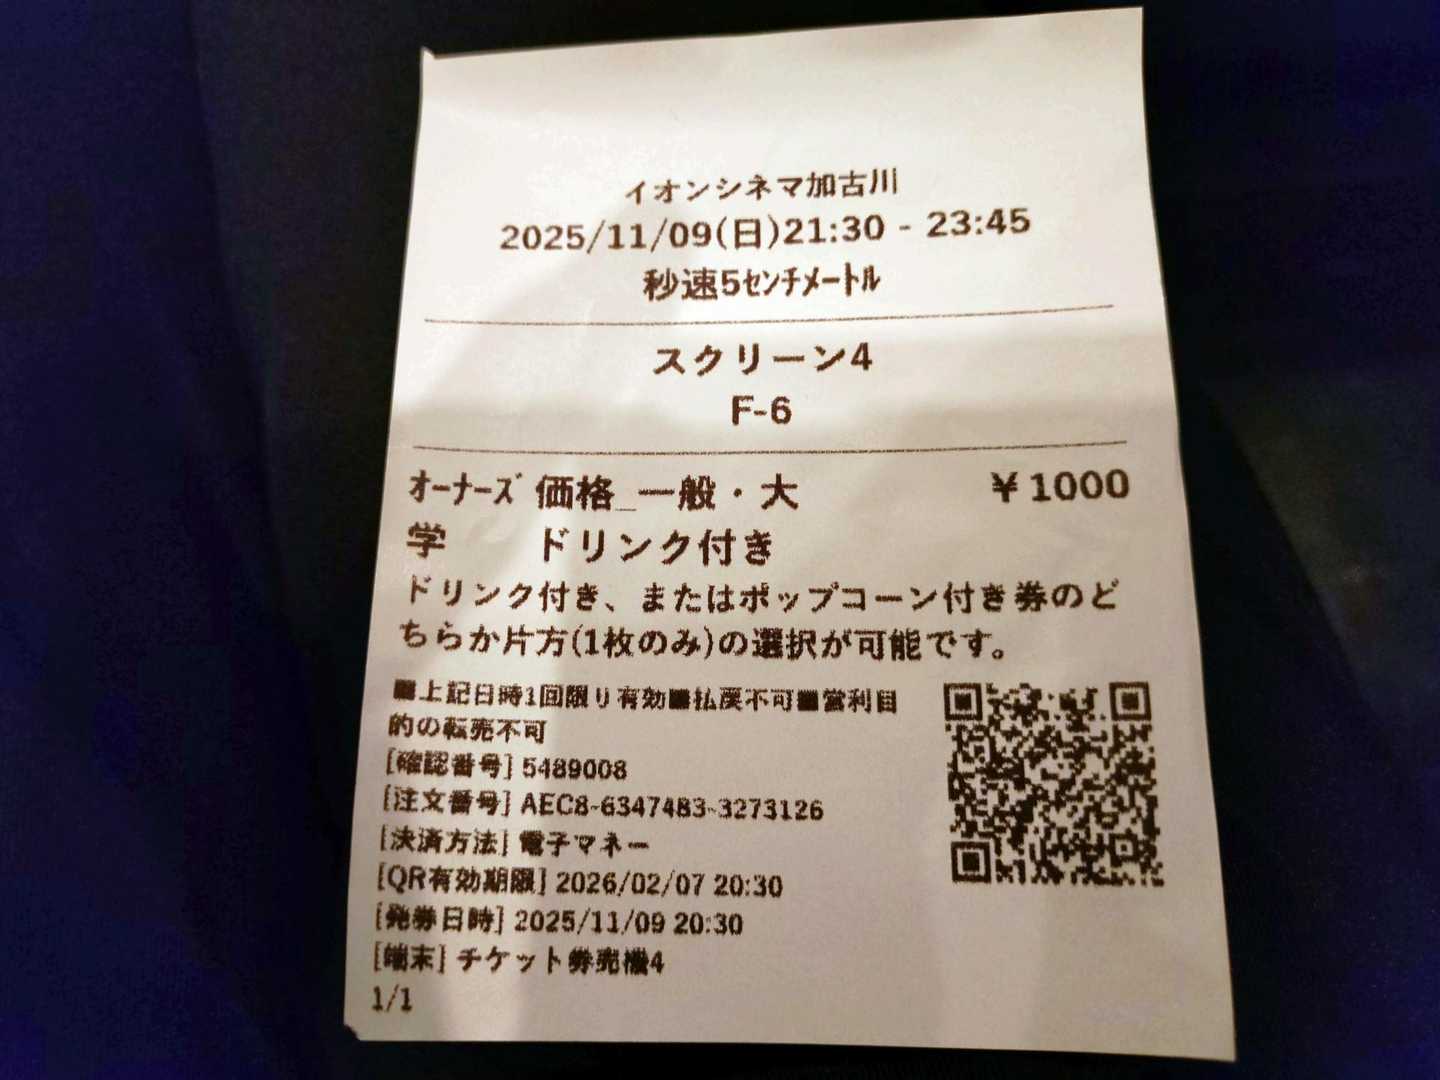 イオンシネマ加古川
2025/11/09(日)21:30 - 23:45
秒速5センチメートル
スクリーン4
F-6
オーナーズ価格_一般・大 ¥1000
学 ドリンク付き
ドリンク付き、またはポップコーン付き券のど
ちらか片方(1枚のみ)の選択が可能です。
■上記日時1回限り有効■払戻不可■営利目
的の転売不可
[確認番号] 5489008
[注文番号] AEC8-6347483-3273126
[決済方法] 電子マネー
[QR有効期限] 2026/02/07 20:30
[発券日時] 2025/11/09 20:30
[端末] チケット券売機4
1/1